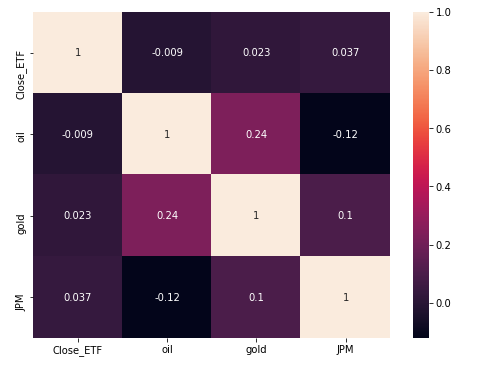 Close_ETF 1 -0.009 0.023 0.037
oil -0.009 1 0.24 -0.12
gold 0.023 0.24 1 0.1
JPM 0.037 -0.12 0.1 1
Close_ETF oil gold JPM
1.0
0.8
0.6
0.4
0.2
0.0